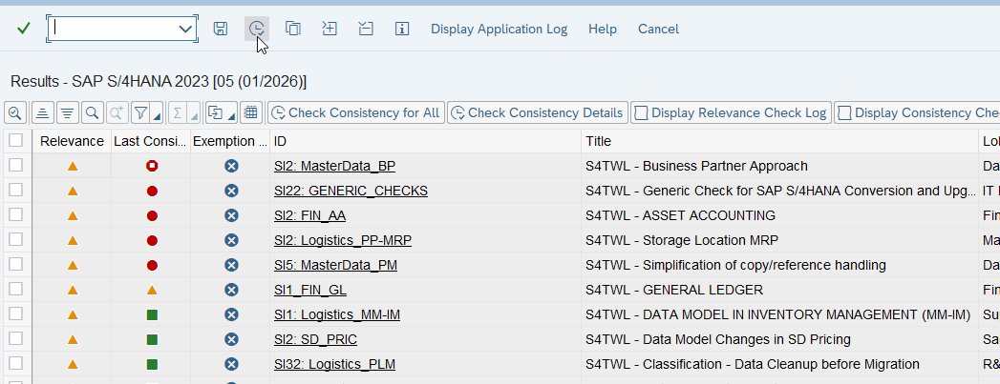 Display Application Log Help Cancel
Results - SAP S/4HANA 2023 [05 (01/2026)]
Check Consistency for All Check Consistency Details Display Relevance Check Log Display Consistency Che
Relevance Last Consi... Exemption ... ID Title Lo
SI2: MasterData_BP S4TWL - Business Partner Approach Da
SI22: GENERIC_CHECKS S4TWL - Generic Check for SAP S/4HANA Conversion and Upg... IT
SI2: FIN_AA S4TWL - ASSET ACCOUNTING Fin
SI2: Logistics_PP-MRP S4TWL - Storage Location MRP Ma
SI5: MasterData_PM S4TWL - Simplification of copy/reference handling Da
SI1_FIN_GL S4TWL - GENERAL LEDGER Fin
SI1: Logistics_MM-IM S4TWL - DATA MODEL IN INVENTORY MANAGEMENT (MM-IM) Su
SI2: SD_PRIC S4TWL - Data Model Changes in SD Pricing Sa
SI32: Logistics_PLM S4TWL - Classification - Data Cleanup before Migration R&